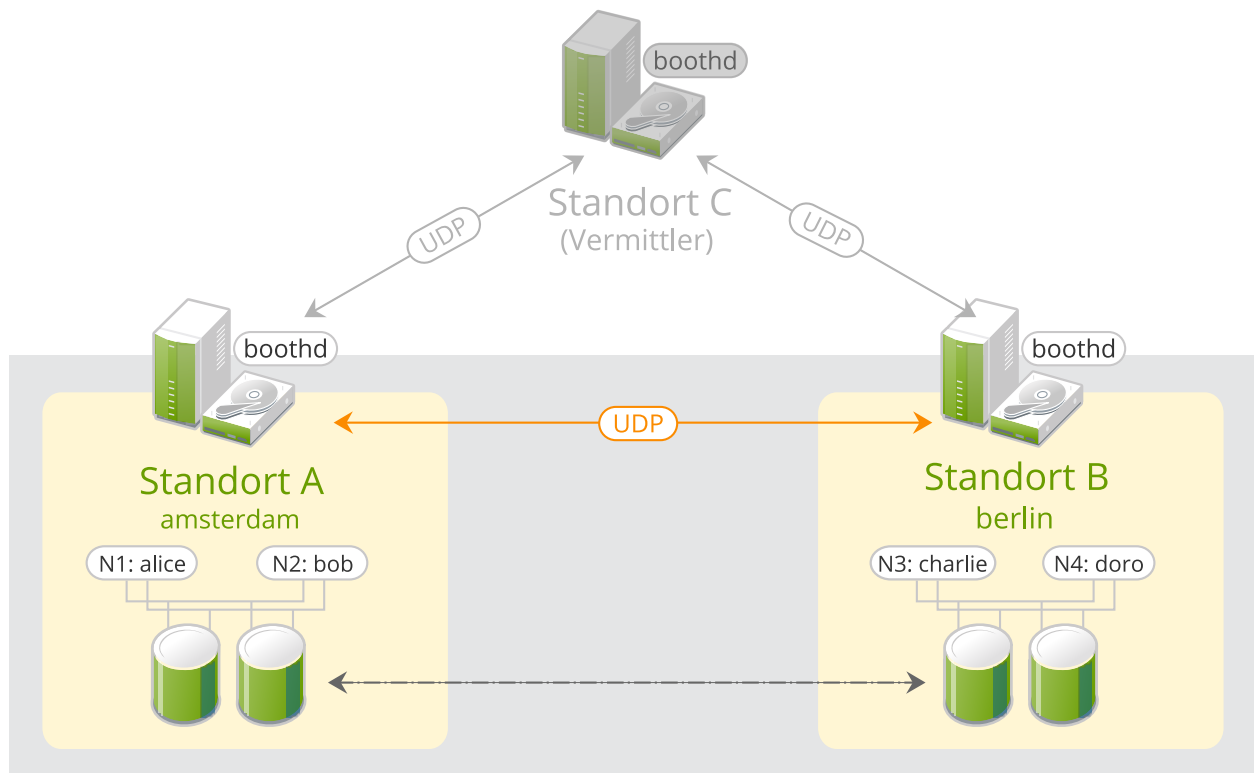 boothd
Standort C
(Vermittler)
UDP
UDP
boothd
boothd
UDP
Standort A
amsterdam
Standort B
berlin
N1: alice
N2: bob
N3: charlie
N4: doro